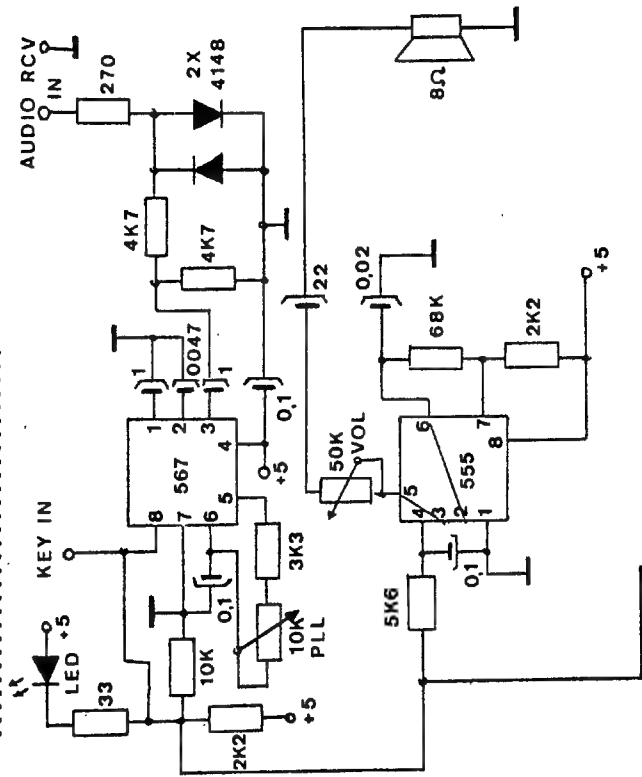 AUDIO RCV
IN
270
2X
4148
4K7
4K7
8Ω
KEY IN
LED
+5
33
10K
2K2
+5
8
7
6
5
567
1
2
3
4
1
0047
1
0,1
+5
0,1
3K3
10K
PLL
22
50K
VOL
0,02
68K
2K2
+5
5K6
0,1
4
3
2
1
5
555
6
7
8